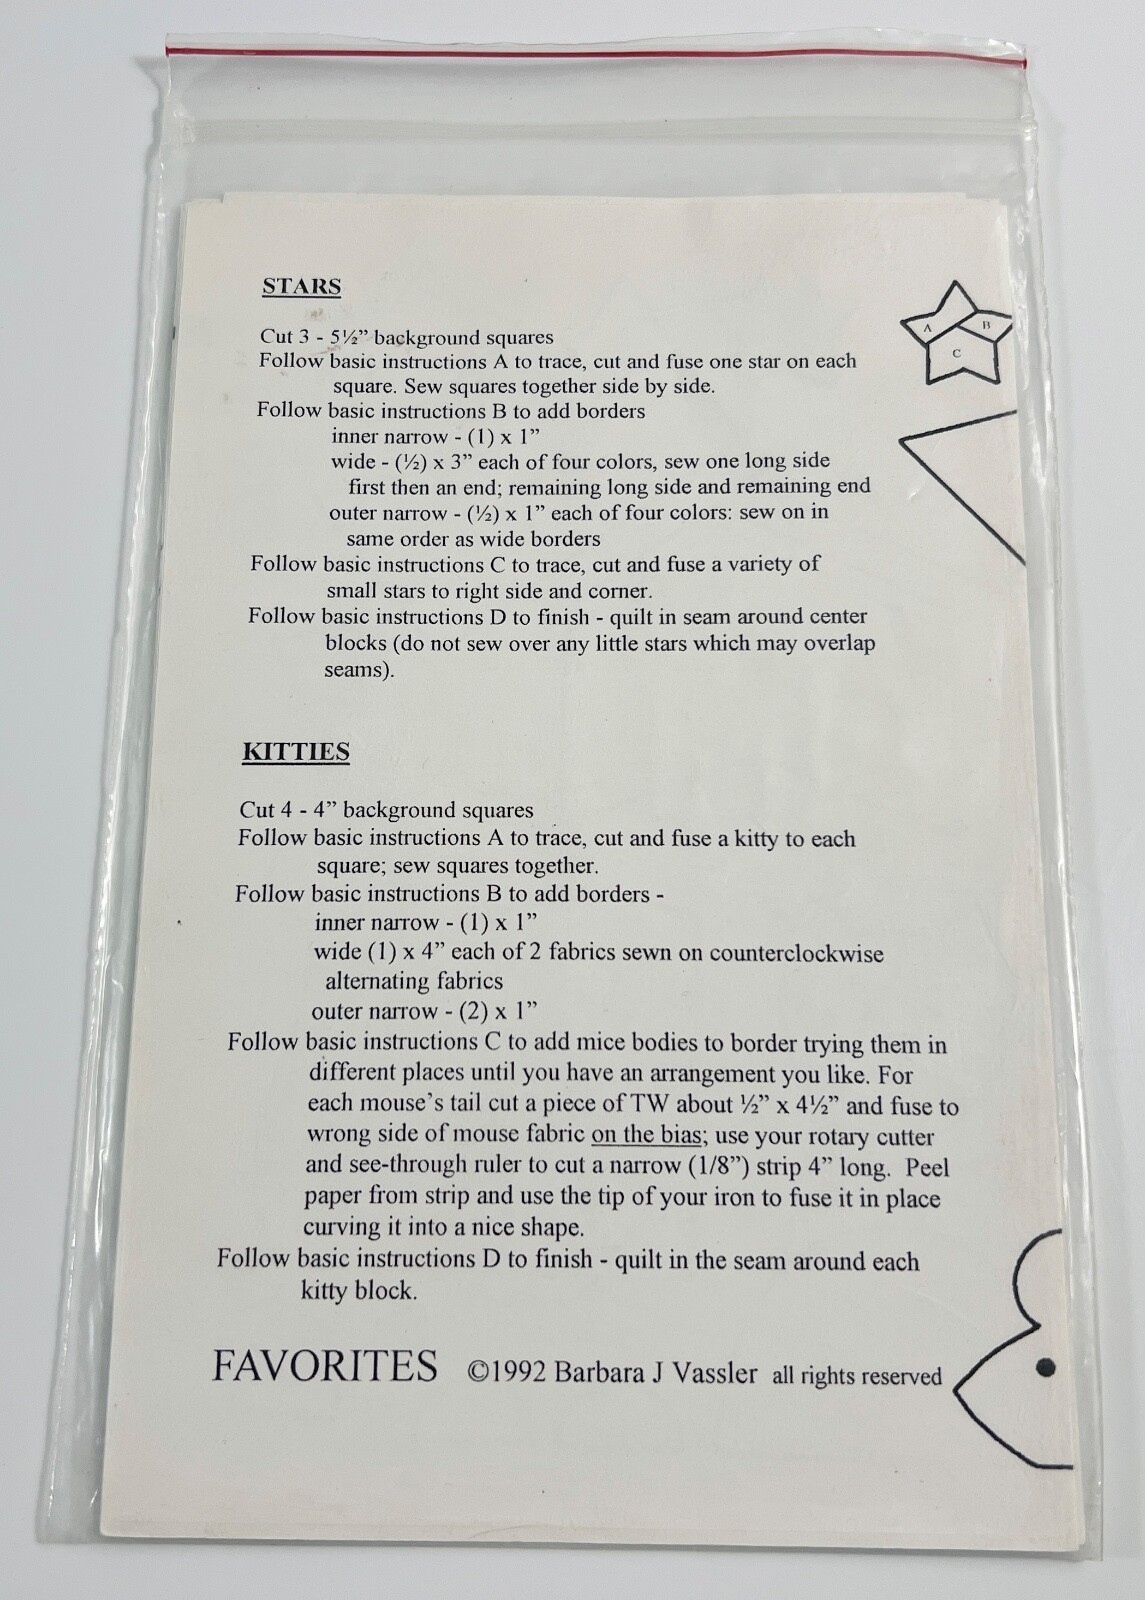 STARS
A
B
C
Cut 3 - 5½” background squares
Follow basic instructions A to trace, cut and fuse one star on each
square. Sew squares together side by side.
Follow basic instructions B to add borders
inner narrow - (1) x 1”
wide - (½) x 3” each of four colors, sew one long side
first then an end; remaining long side and remaining end
outer narrow - (½) x 1” each of four colors: sew on in
same order as wide borders
Follow basic instructions C to trace, cut and fuse a variety of
small stars to right side and corner.
Follow basic instructions D to finish - quilt in seam around center
blocks (do not sew over any little stars which may overlap
seams).
KITTIES
Cut 4 - 4” background squares
Follow basic instructions A to trace, cut and fuse a kitty to each
square; sew squares together.
Follow basic instructions B to add borders -
inner narrow - (1) x 1”
wide (1) x 4” each of 2 fabrics sewn on counterclockwise
alternating fabrics
outer narrow - (2) x 1”
Follow basic instructions C to add mice bodies to border trying them in
different places until you have an arrangement you like. For
each mouse’s tail cut a piece of TW about ½” x 4½” and fuse to
wrong side of mouse fabric on the bias; use your rotary cutter
and see-through ruler to cut a narrow (1/8”) strip 4” long. Peel
paper from strip and use the tip of your iron to fuse it in place
curving it into a nice shape.
Follow basic instructions D to finish - quilt in the seam around each
kitty block.
FAVORITES ©1992 Barbara J Vassler all rights reserved